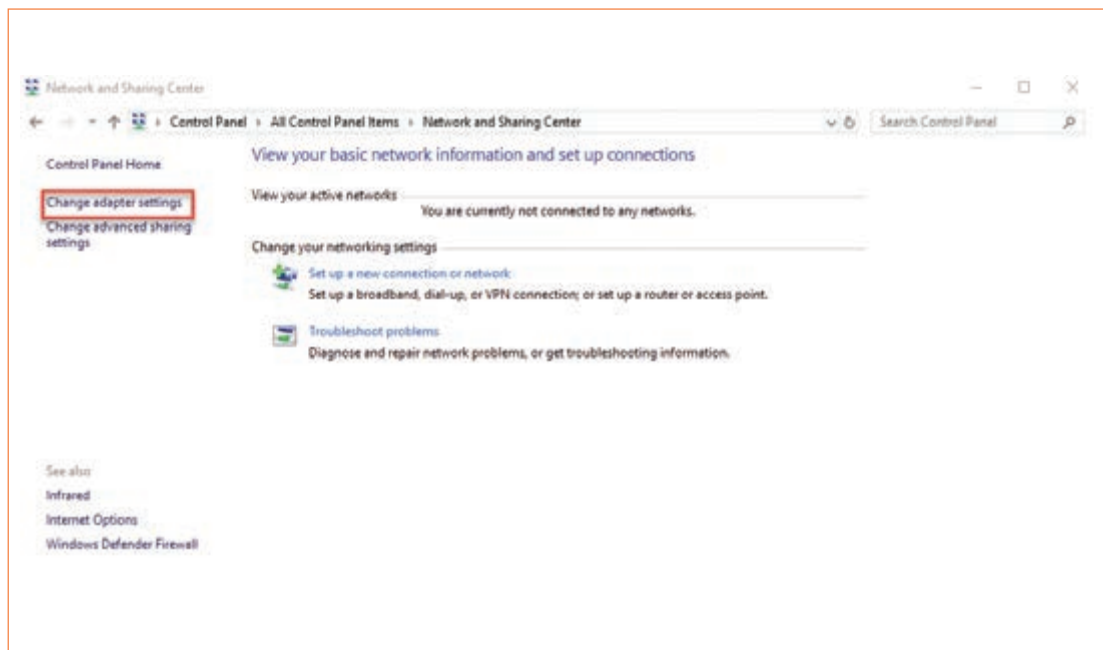 Network and Sharing Center
Control Panel › All Control Panel Items › Network and Sharing Center
Search Control Panel
Control Panel Home
Change adapter settings
Change advanced sharing
settings
View your basic network information and set up connections
View your active networks
You are currently not connected to any networks.
Change your networking settings
Set up a new connection or network
Set up a broadband, dial-up, or VPN connection; or set up a router or access point.
Troubleshoot problems
Diagnose and repair network problems, or get troubleshooting information.
See also
Infrared
Internet Options
Windows Defender Firewall